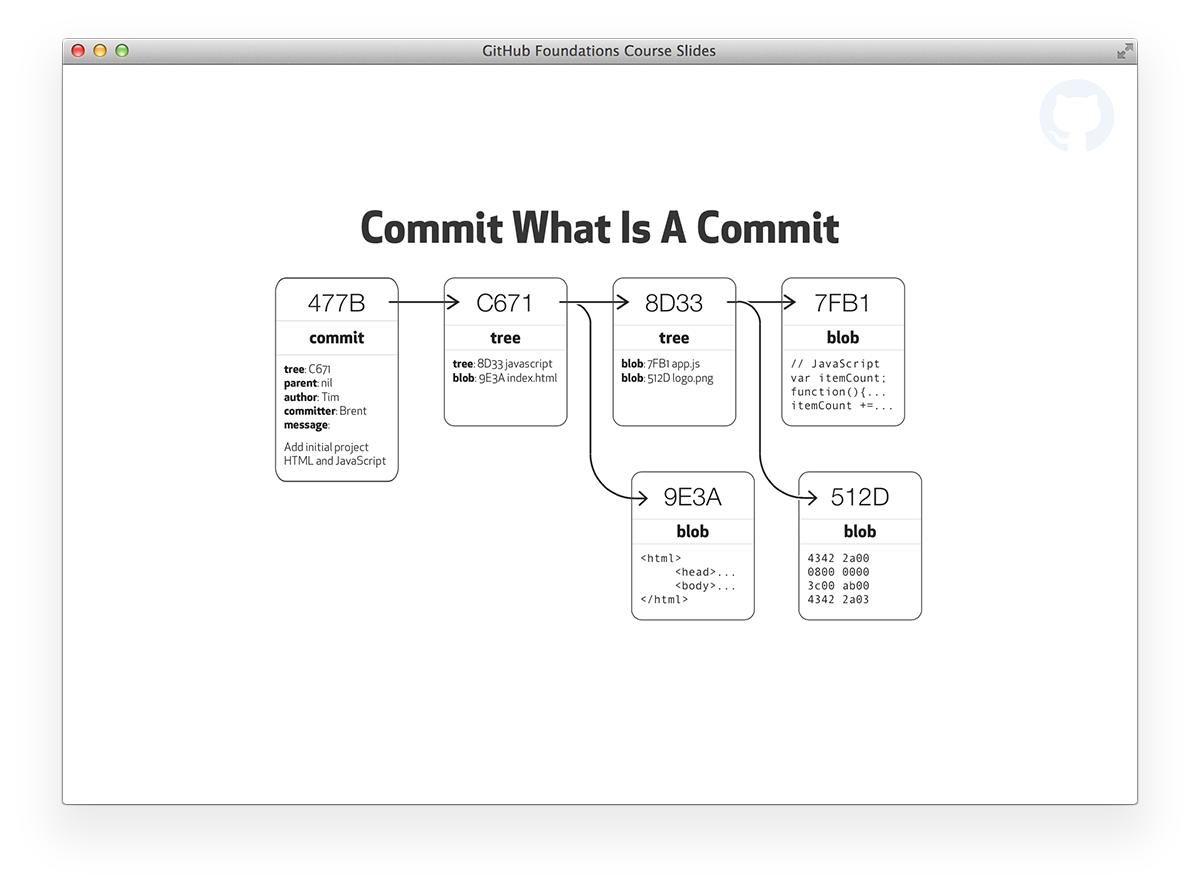 GitHub Foundations Course Slides
Commit What Is A Commit
477B
commit
tree: C671
parent: nil
author: Tim
committer: Brent
message:
Add initial project
HTML and JavaScript
C671
tree
tree: 8D33 javascript
blob: 9E3A index.html
8D33
tree
blob: 7FB1 app.js
blob: 512D logo.png
7FB1
blob
// JavaScript
var itemCount;
function(){...
itemCount +=...
9E3A
blob
<html>
<head>...
<body>...
</html>
512D
blob
4342 2a00
0800 0000
3c00 ab00
4342 2a03